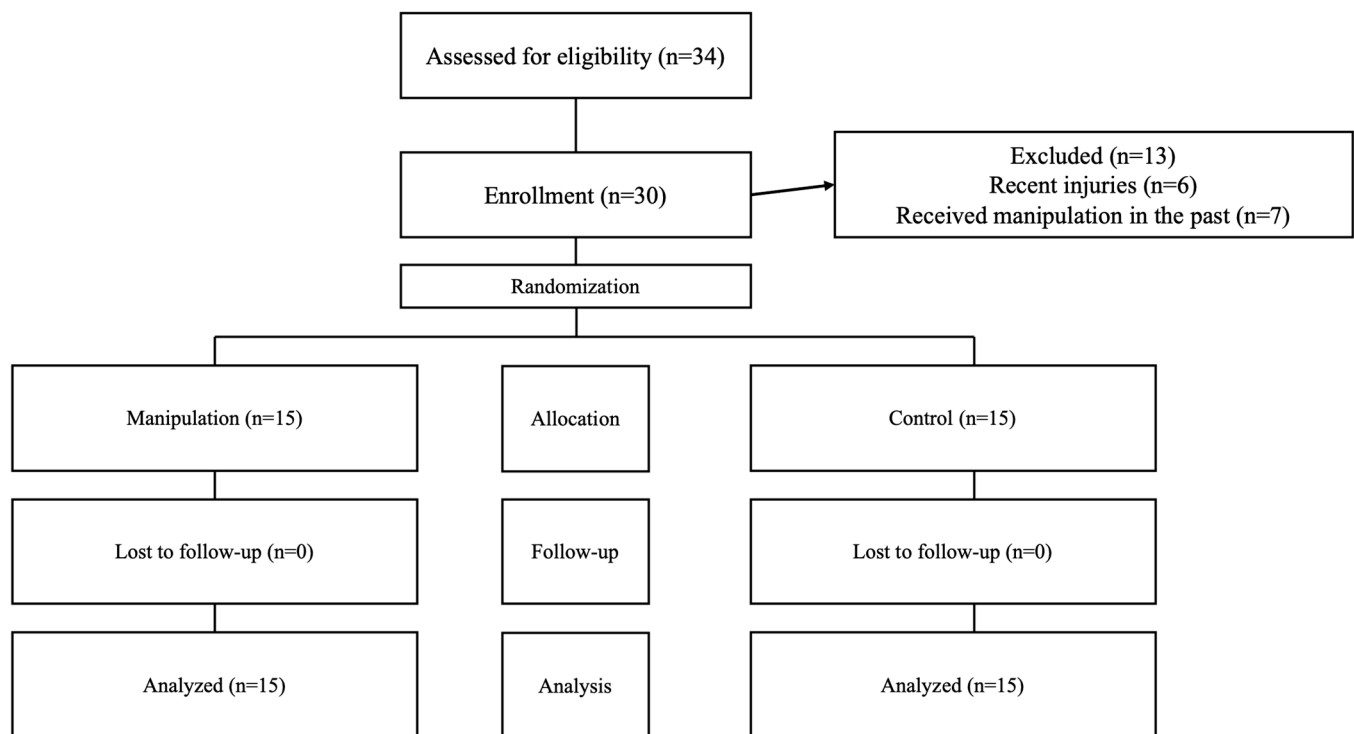 Assessed for eligibility (n=34)
Enrollment (n=30)
Excluded (n=13)
Recent injuries (n=6)
Received manipulation in the past (n=7)
Randomization
Manipulation (n=15)
Allocation
Control (n=15)
Lost to follow-up (n=0)
Follow-up
Lost to follow-up (n=0)
Analyzed (n=15)
Analysis
Analyzed (n=15)